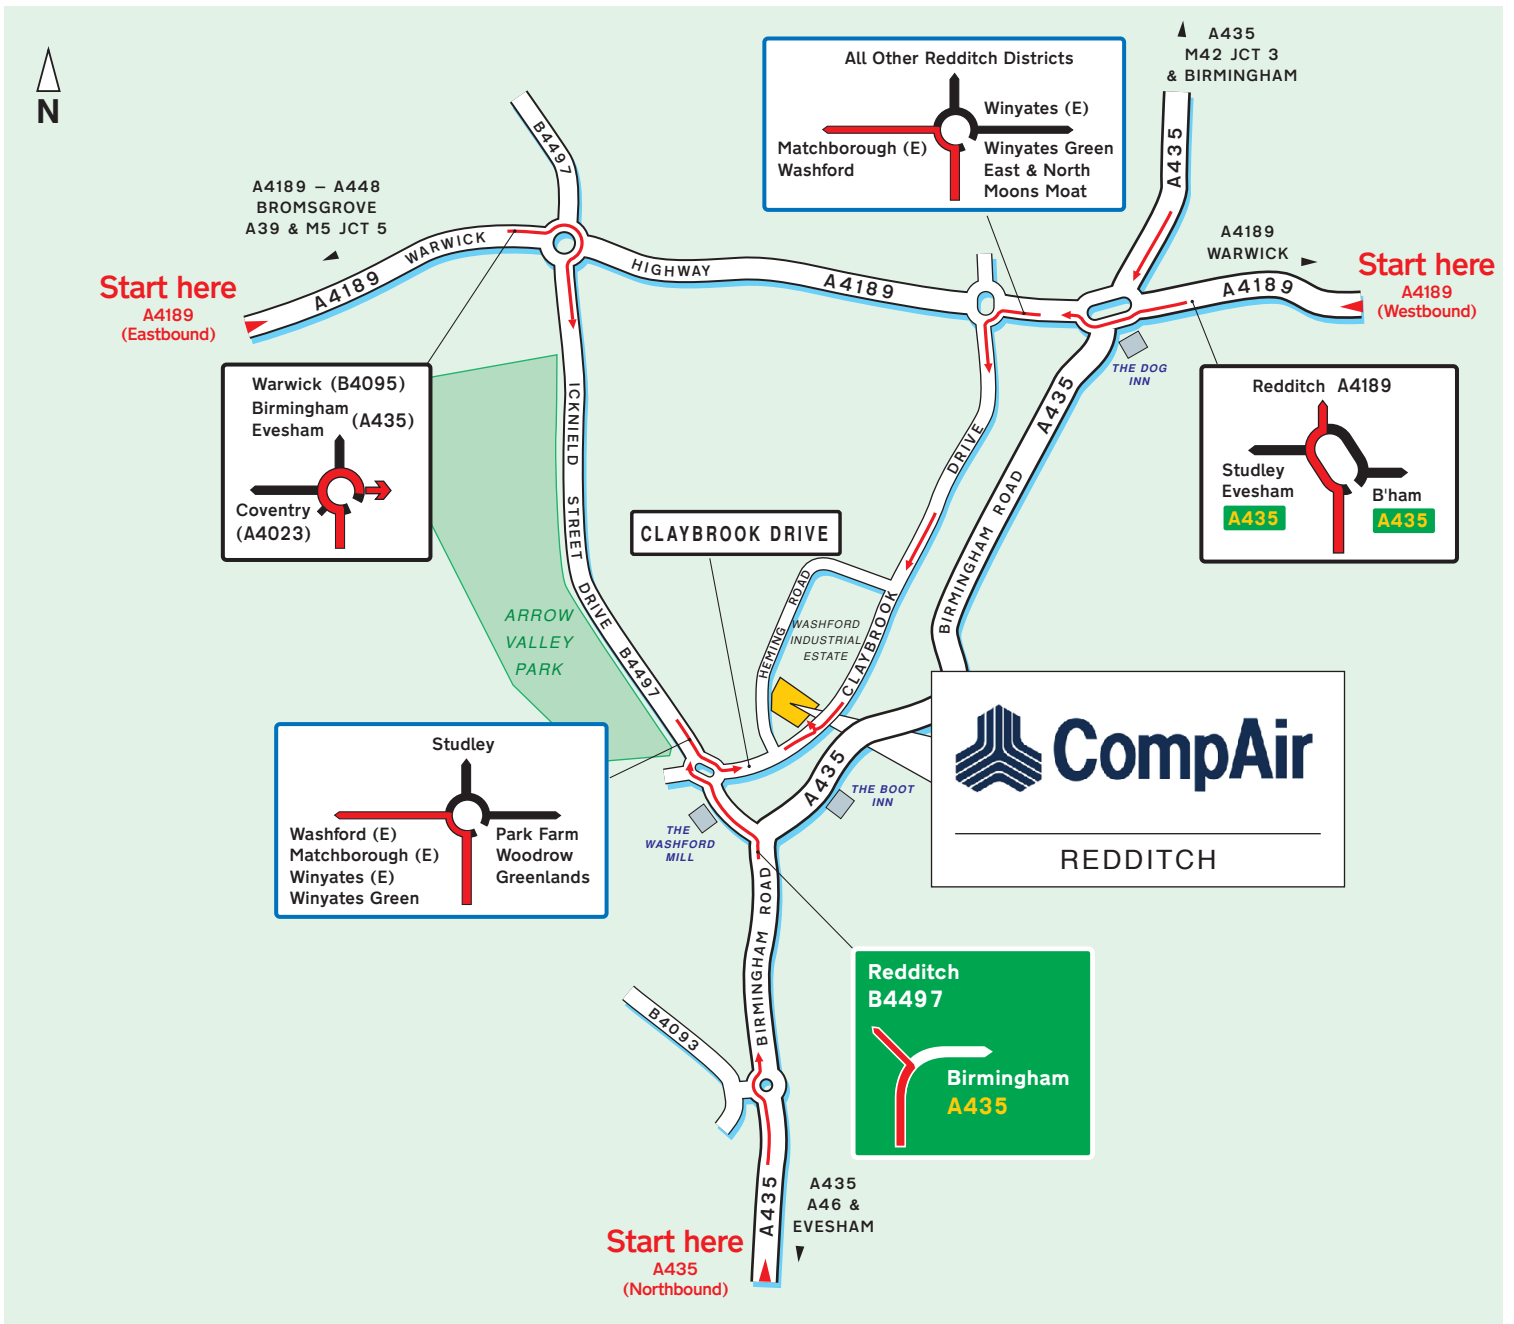 A435
M42 JCT 3
& BIRMINGHAM
N
All Other Redditch Districts
Winyates (E)
Matchborough (E)
Washford
Winyates Green
East & North
Moons Moat
B4497
A435
A4189 – A448
BROMSGROVE
A39 & M5 JCT 5
A4189
WARWICK
Start here
A4189
(Eastbound)
A4189
WARWICK
HIGHWAY
A4189
A4189
Start here
A4189
(Westbound)
THE DOG
INN
Warwick (B4095)
Birmingham
Evesham
(A435)
Coventry
(A4023)
Redditch A4189
Studley
Evesham
A435
B'ham
A435
ICKNIELD STREET DRIVE B4497
DRIVE
A435
BIRMINGHAM ROAD
CLAYBROOK DRIVE
ARROW
VALLEY
PARK
HEMING ROAD
WASHFORD
INDUSTRIAL
ESTATE
CLAYBROOK
CompAir
REDDITCH
Studley
Washford (E)
Matchborough (E)
Winyates (E)
Winyates Green
Park Farm
Woodrow
Greenlands
A435
THE BOOT
INN
THE
WASHFORD
MILL
BIRMINGHAM ROAD
Redditch
B4497
Birmingham
A435
B4093
A435
A435
A46 &
EVESHAM
Start here
A435
(Northbound)